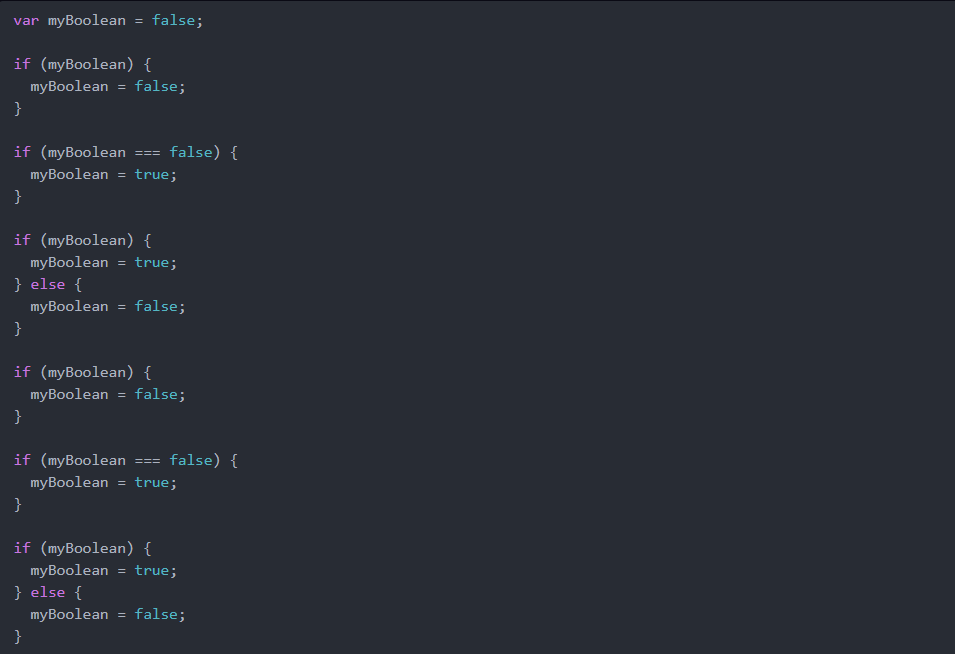 var myBoolean = false;
if (myBoolean) {
  myBoolean = false;
}
if (myBoolean === false) {
  myBoolean = true;
}
if (myBoolean) {
  myBoolean = true;
} else {
  myBoolean = false;
}
if (myBoolean) {
  myBoolean = false;
}
if (myBoolean === false) {
  myBoolean = true;
}
if (myBoolean) {
  myBoolean = true;
} else {
  myBoolean = false;
}